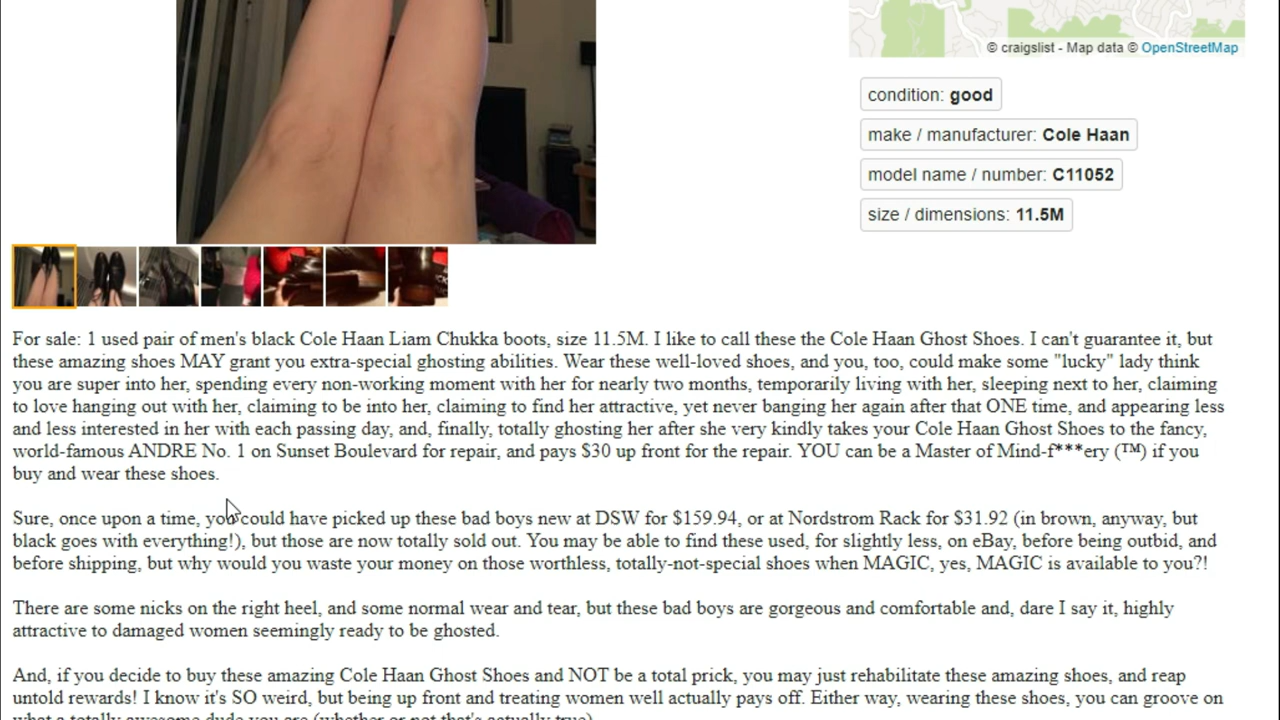 © craigslist - Map data © OpenStreetMap
condition: good
make / manufacturer: Cole Haan
model name / number: C11052
size / dimensions: 11.5M
For sale: 1 used pair of men's black Cole Haan Liam Chukka boots, size 11.5M. I like to call these the Cole Haan Ghost Shoes. I can't guarantee it, but
these amazing shoes MAY grant you extra-special ghosting abilities. Wear these well-loved shoes, and you, too, could make some "lucky" lady think
you are super into her, spending every non-working moment with her for nearly two months, temporarily living with her, sleeping next to her, claiming
to love hanging out with her, claiming to be into her, claiming to find her attractive, yet never banging her again after that ONE time, and appearing less
and less interested in her with each passing day, and, finally, totally ghosting her after she very kindly takes your Cole Haan Ghost Shoes to the fancy,
world-famous ANDRE No. 1 on Sunset Boulevard for repair, and pays $30 up front for the repair. YOU can be a Master of Mind-f***ery (™) if you
buy and wear these shoes.
Sure, once upon a time, you could have picked up these bad boys new at DSW for $159.94, or at Nordstrom Rack for $31.92 (in brown, anyway, but
black goes with everything!), but those are now totally sold out. You may be able to find these used, for slightly less, on eBay, before being outbid, and
before shipping, but why would you waste your money on those worthless, totally-not-special shoes when MAGIC, yes, MAGIC is available to you?!
There are some nicks on the right heel, and some normal wear and tear, but these bad boys are gorgeous and comfortable and, dare I say it, highly
attractive to damaged women seemingly ready to be ghosted.
And, if you decide to buy these amazing Cole Haan Ghost Shoes and NOT be a total prick, you may just rehabilitate these amazing shoes, and reap
untold rewards! I know it's SO weird, but being up front and treating women well actually pays off. Either way, wearing these shoes, you can groove on
what a totally awesome dude you are (whether or not that's actually true).